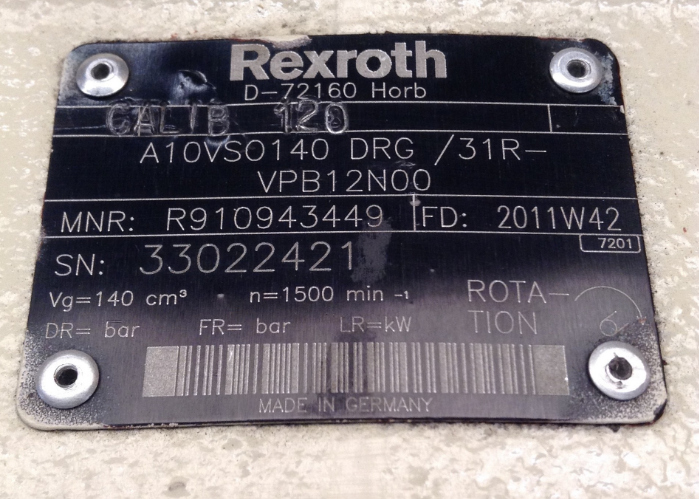 Rexroth
D-72160 Horb
CALIB 120
A10VSO140 DRG /31R-
VPB12N00
MNR: R910943449 FD: 2011W42
7201
SN: 33022421
Vg=140 cm³ n=1500 min -1
ROTA-
TION
DR= bar FR= bar LR=kW
MADE IN GERMANY